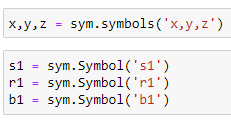 x,y,z = sym.symbols('x,y,z')
s1 = sym.Symbol('s1')
r1 = sym.Symbol('r1')
b1 = sym.Symbol('b1')